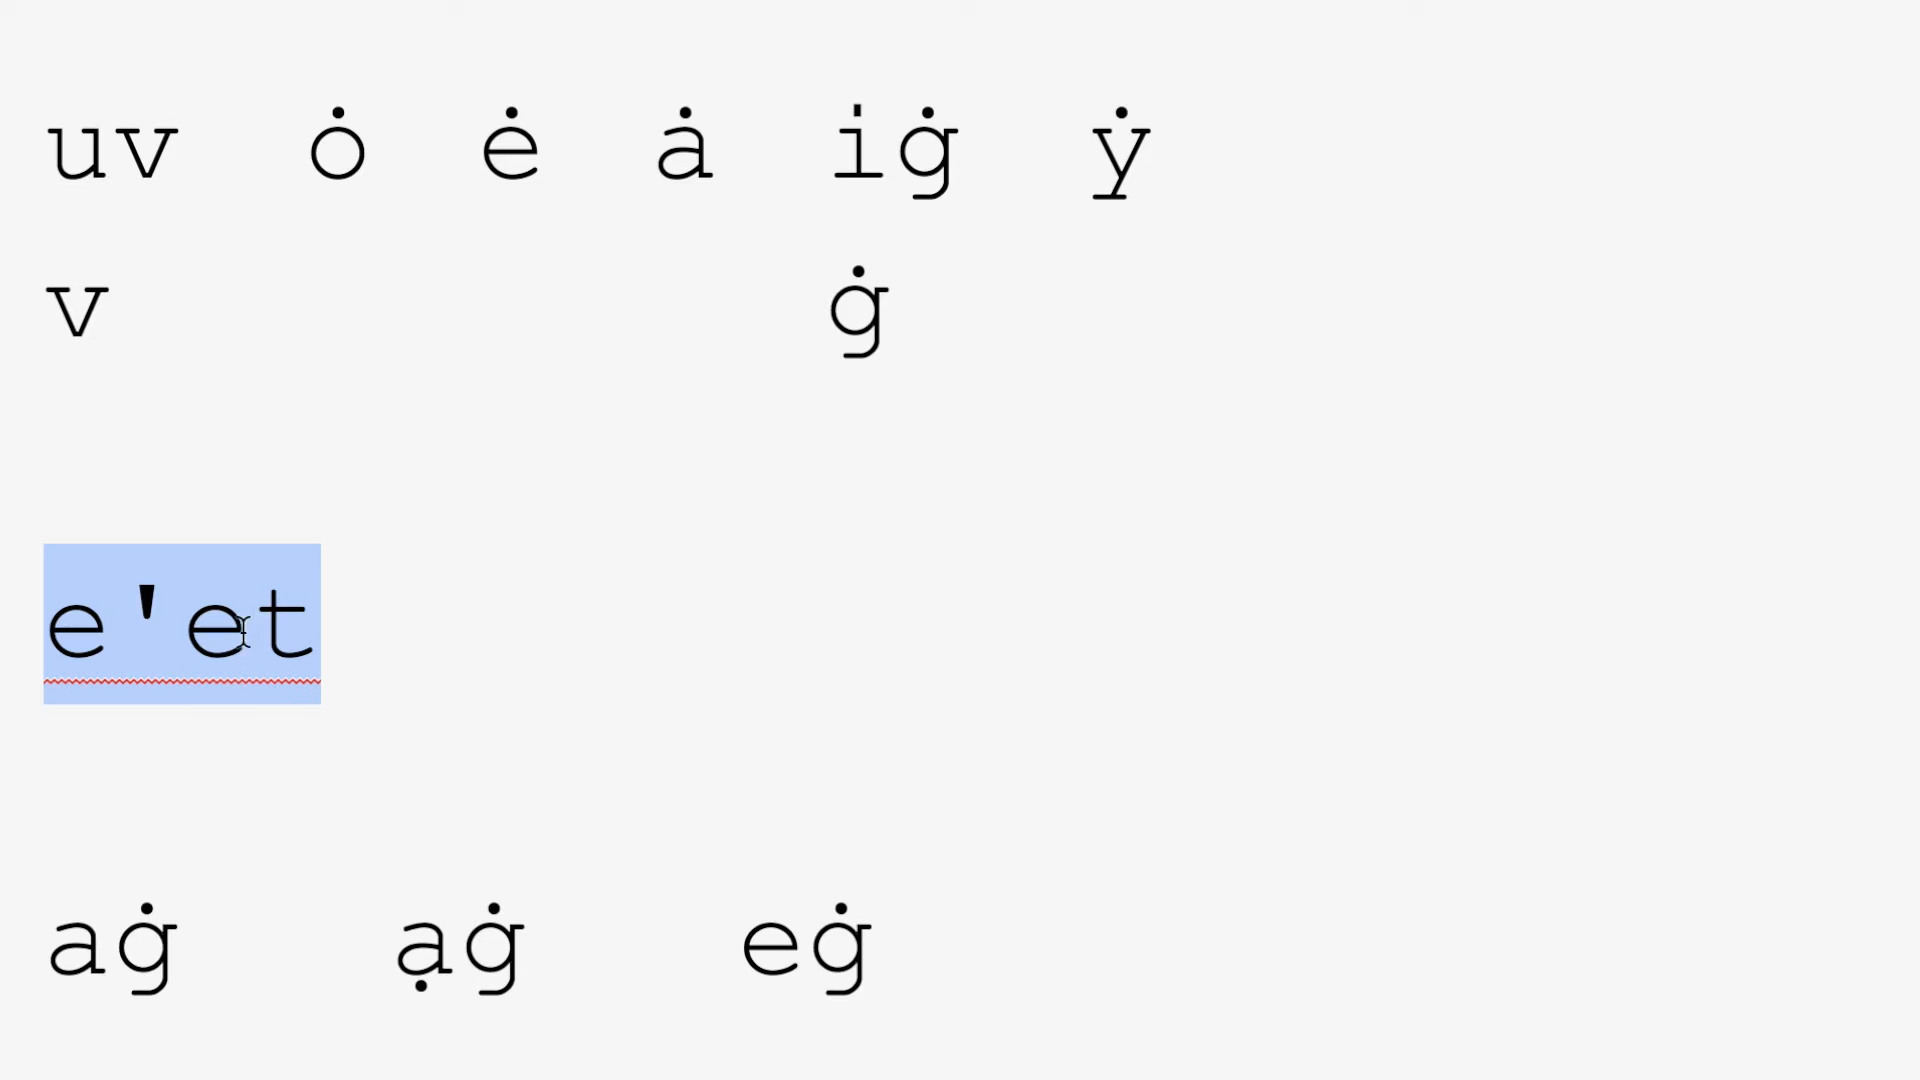 uv ȯ ė ȧ iġ ẏ
v ġ
e'et
aġ ạġ eġ